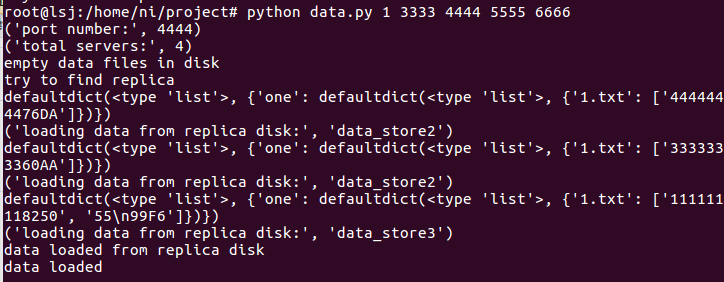 root@lsj:/home/ni/project# python data.py 1 3333 4444 5555 6666
('port number:', 4444)
('total servers:', 4)
empty data files in disk
try to find replica
defaultdict(<type 'list'>, {'one': defaultdict(<type 'list'>, {'1.txt': ['444444
4476DA']})})
('loading data from replica disk:', 'data_store2')
defaultdict(<type 'list'>, {'one': defaultdict(<type 'list'>, {'1.txt': ['333333
3360AA']})})
('loading data from replica disk:', 'data_store2')
defaultdict(<type 'list'>, {'one': defaultdict(<type 'list'>, {'1.txt': ['111111
118250', '55\n99F6']})})
('loading data from replica disk:', 'data_store3')
data loaded from replica disk
data loaded